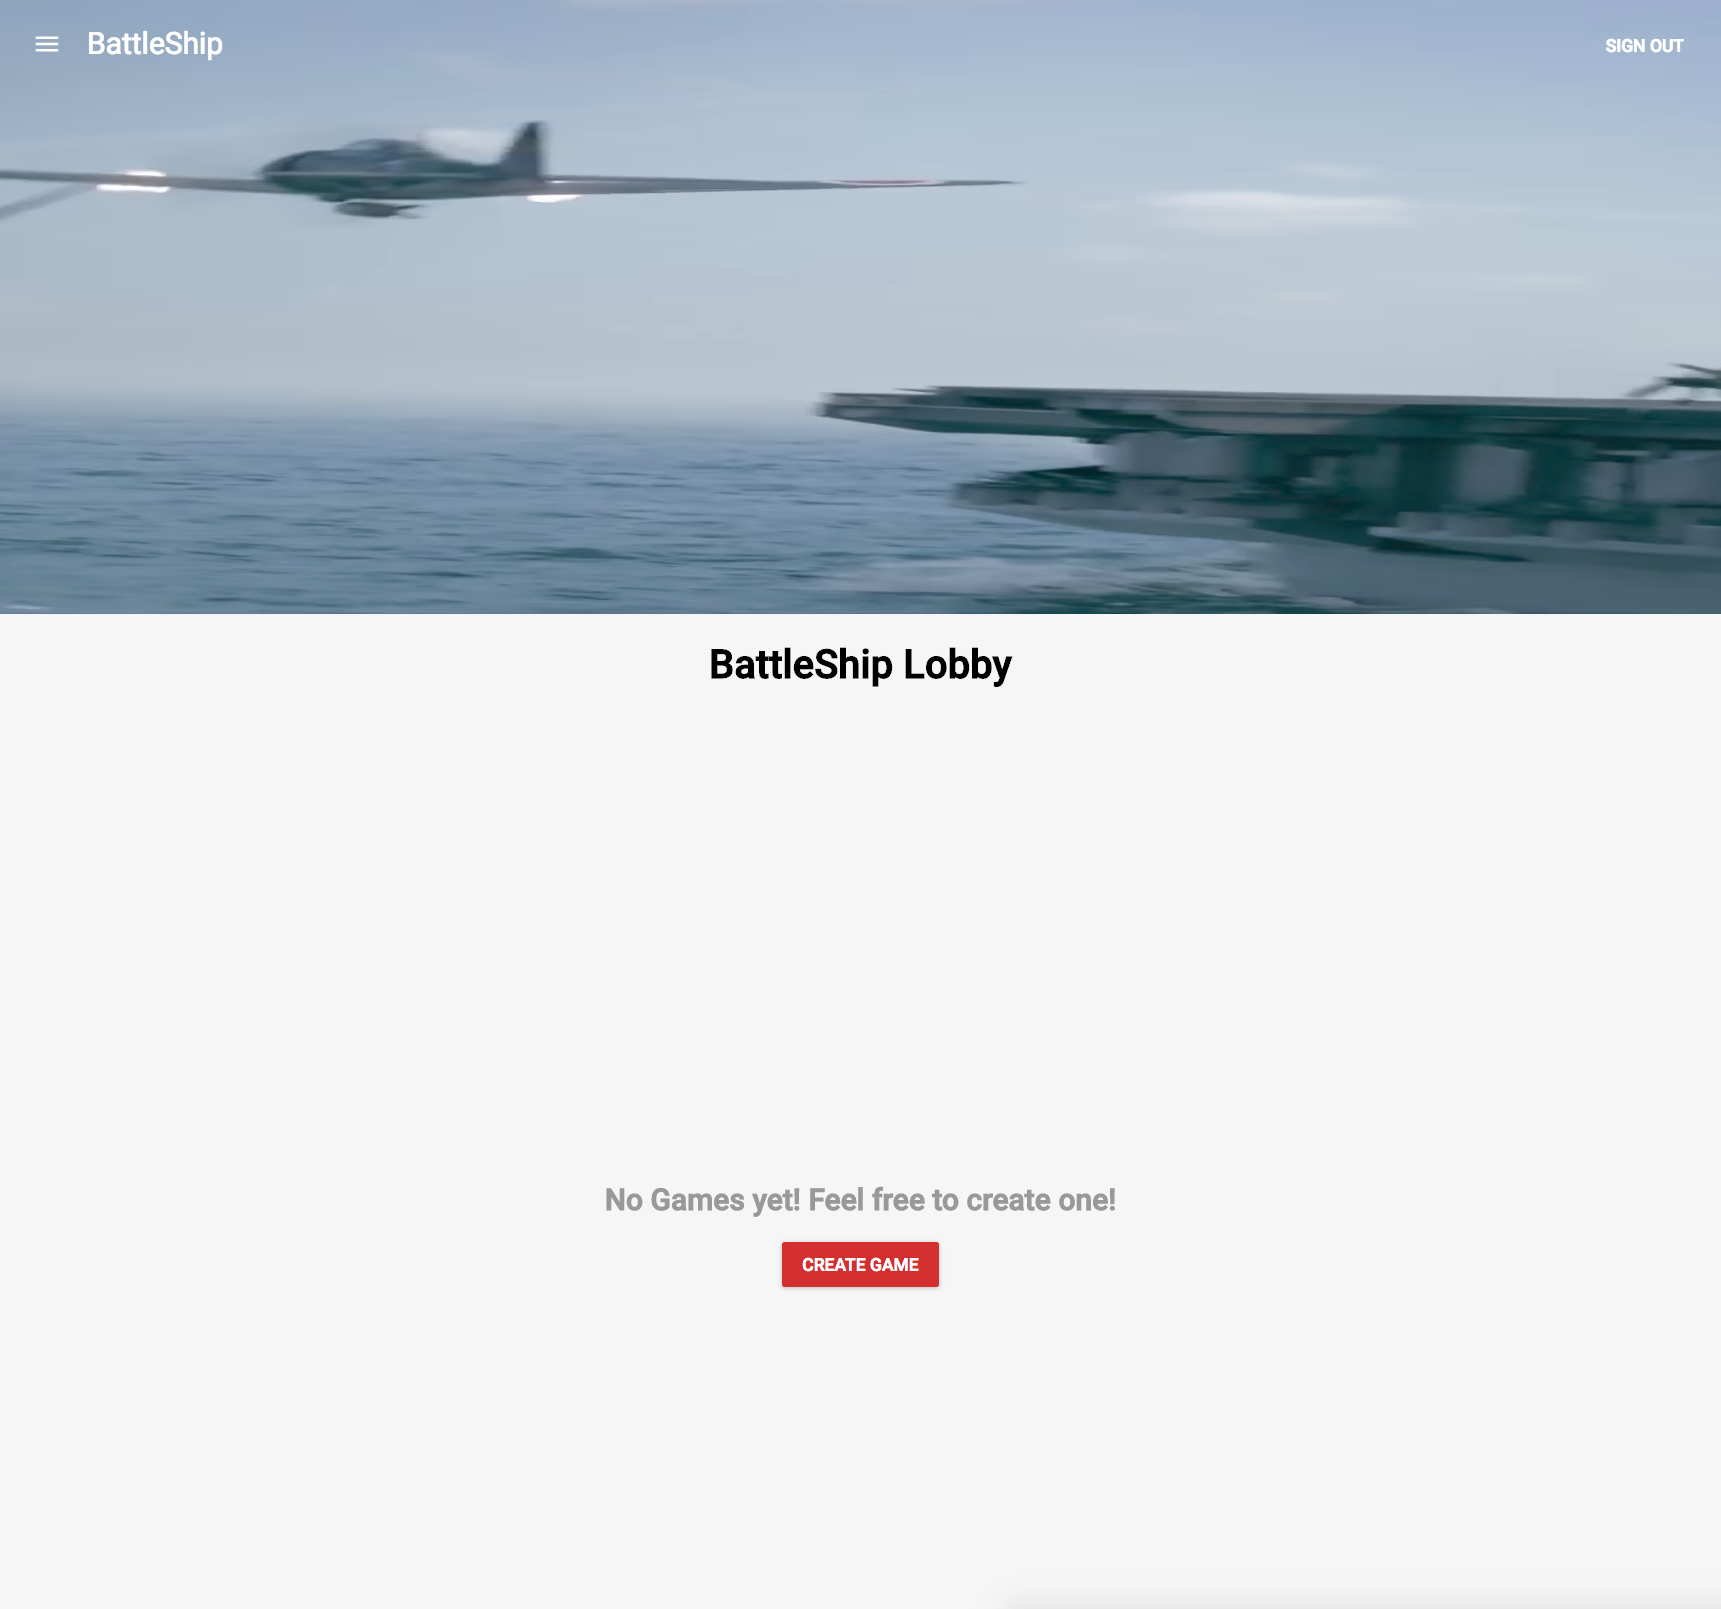 BattleShip
SIGN OUT
BattleShip Lobby
No Games yet! Feel free to create one!
CREATE GAME